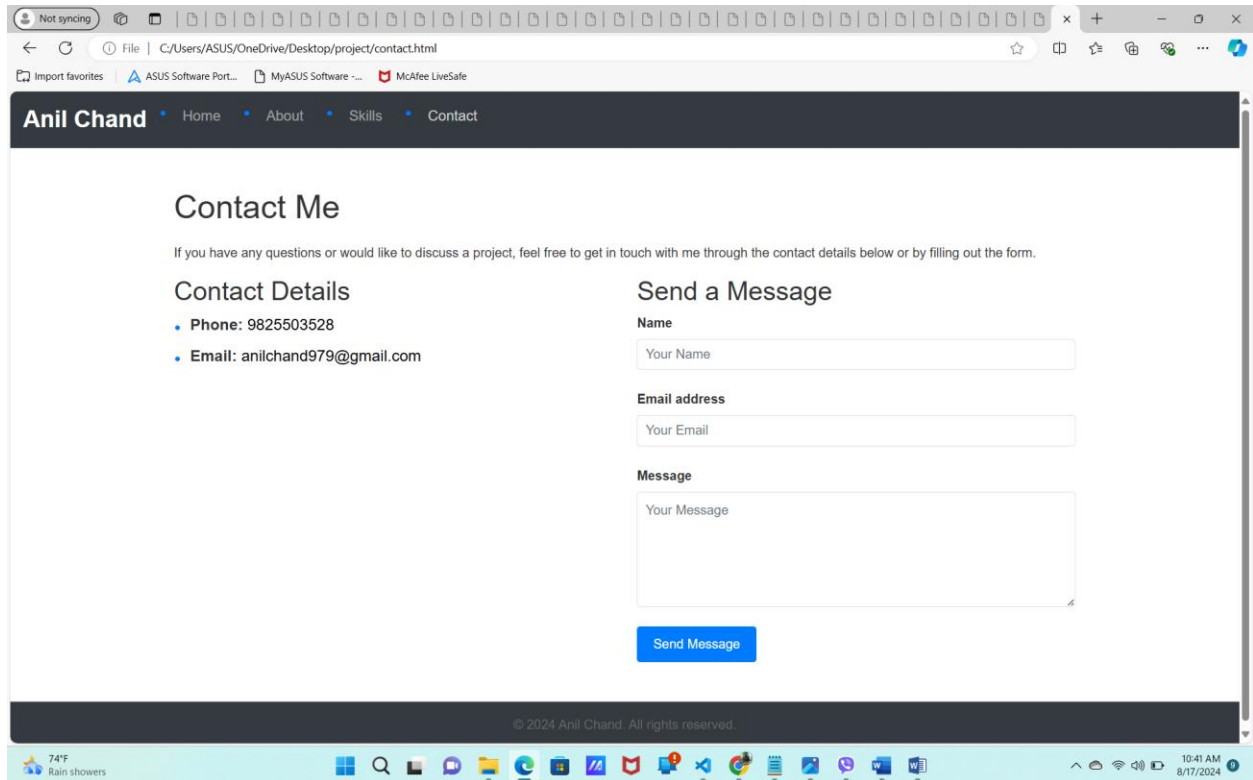 Not syncing
File | C:/Users/ASUS/OneDrive/Desktop/project/contact.html
Import favorites ASUS Software Port... MyASUS Software -... McAfee LiveSafe
Anil Chand • Home • About • Skills • Contact
Contact Me
If you have any questions or would like to discuss a project, feel free to get in touch with me through the contact details below or by filling out the form.
Contact Details
• Phone: 9825503528
• Email: anilchand979@gmail.com
Send a Message
Name
Your Name
Email address
Your Email
Message
Your Message
Send Message
© 2024 Anil Chand. All rights reserved.
74°F
Rain showers
10:41 AM
8/17/2024